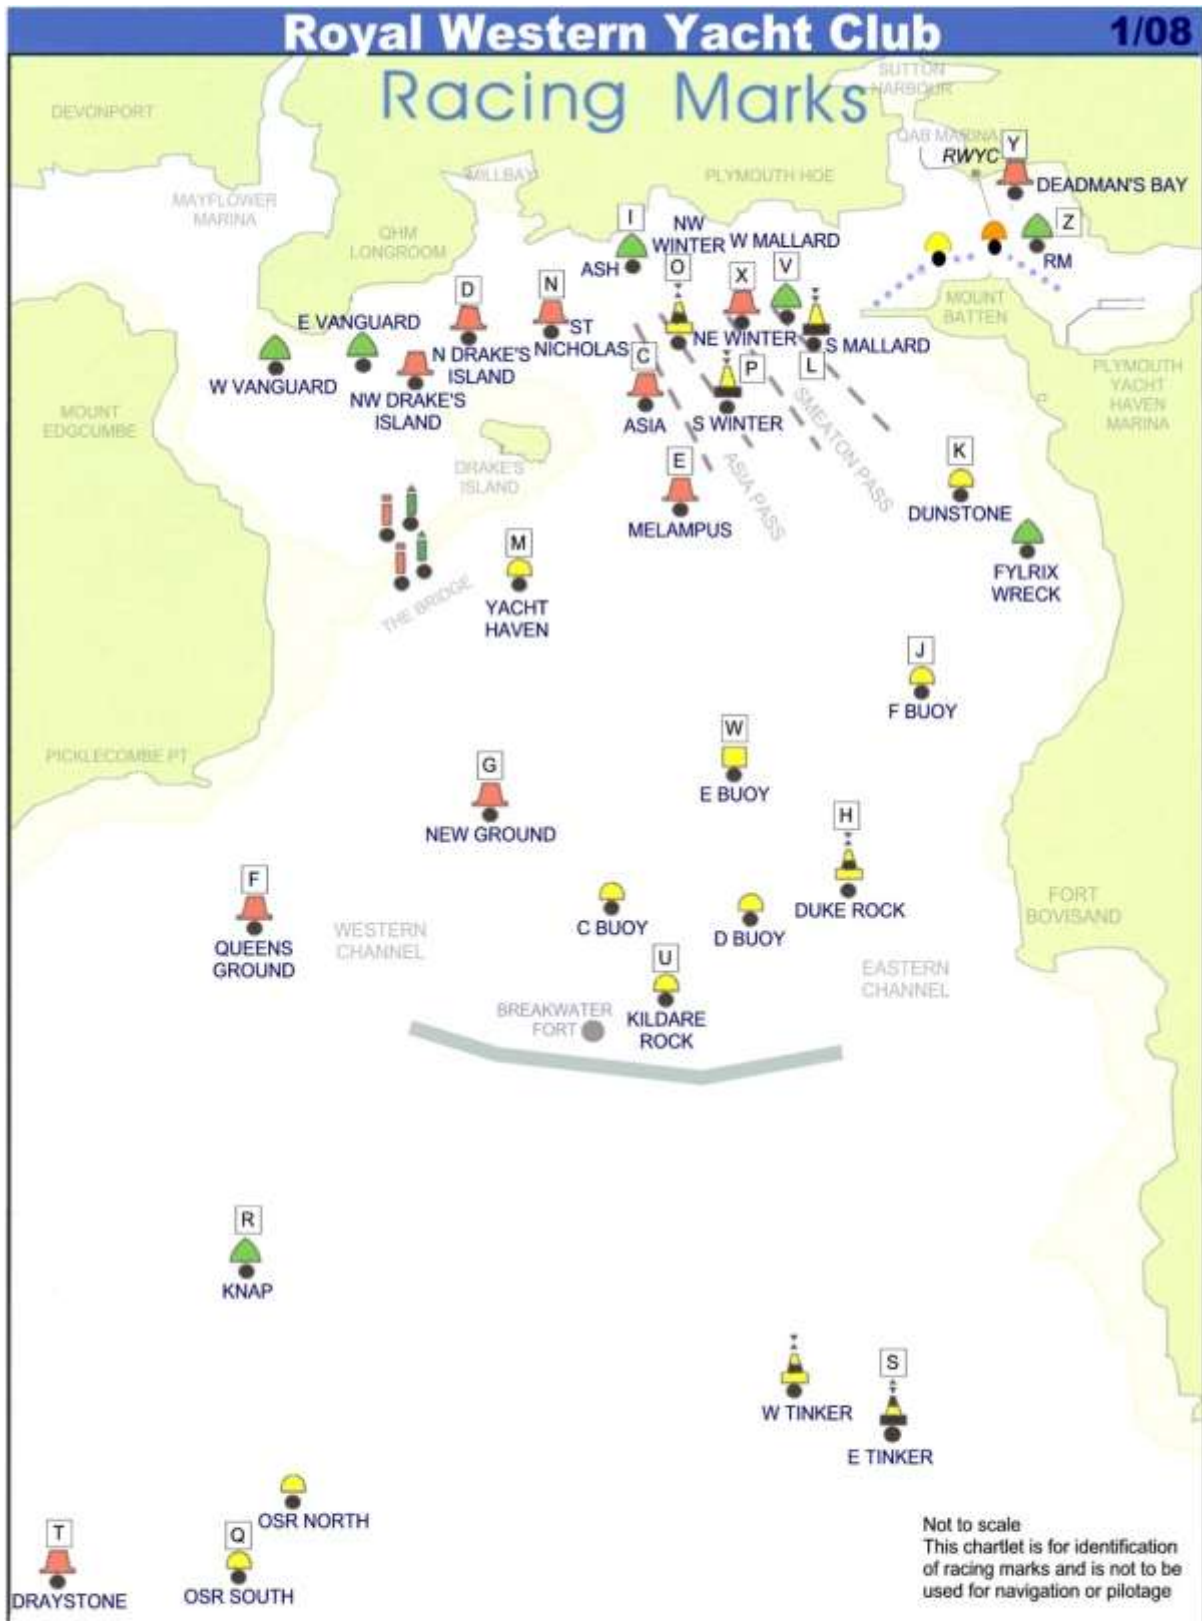 Royal Western Yacht Club
1/08
Racing Marks
SUTTON
HARBOUR
DEVONPORT
QAB MARINA
RWYC
Y
DEADMAN'S BAY
MILLBAY
PLYMOUTH HOE
MAYFLOWER
MARINA
QHM
LONGROOM
I
ASH
NW
WINTER
O
W MALLARD
X
V
Z
RM
MOUNT
BATTEN
D
N
E VANGUARD
ST
NICHOLAS
NE WINTER
S MALLARD
W VANGUARD
N DRAKE'S
ISLAND
C
P
L
NW DRAKE'S
ISLAND
ASIA
S WINTER
PLYMOUTH
YACHT
HAVEN
MARINA
MOUNT
EDGCUMBE
SMEATON PASS
ASIA PASS
DRAKE'S
ISLAND
E
MELAMPUS
K
DUNSTONE
M
YACHT
HAVEN
THE BRIDGE
FYLRIX
WRECK
J
F BUOY
PICKLECOMBE PT
G
NEW GROUND
W
E BUOY
H
DUKE ROCK
F
QUEENS
GROUND
WESTERN
CHANNEL
C BUOY
D BUOY
FORT
BOVISAND
U
KILDARE
ROCK
EASTERN
CHANNEL
BREAKWATER
FORT
R
KNAP
W TINKER
S
E TINKER
OSR NORTH
T
DRAYSTONE
Q
OSR SOUTH
Not to scale
This chartlet is for identification
of racing marks and is not to be
used for navigation or pilotage